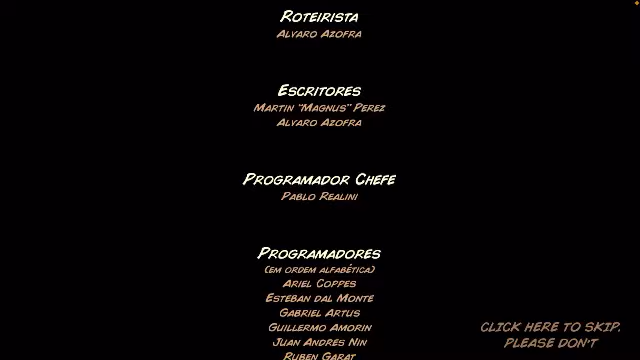 Roteirista
Alvaro Azofra
Escritores
Martin "Magnus" Perez
Alvaro Azofra
Programador Chefe
Pablo Realini
Programadores
(em ordem alfabética)
Ariel Coppes
Esteban dal Monte
Gabriel Artus
Guillermo Amorin
Juan Andres Nin
Ruben Garat
CLICK HERE TO SKIP.
PLEASE DON'T